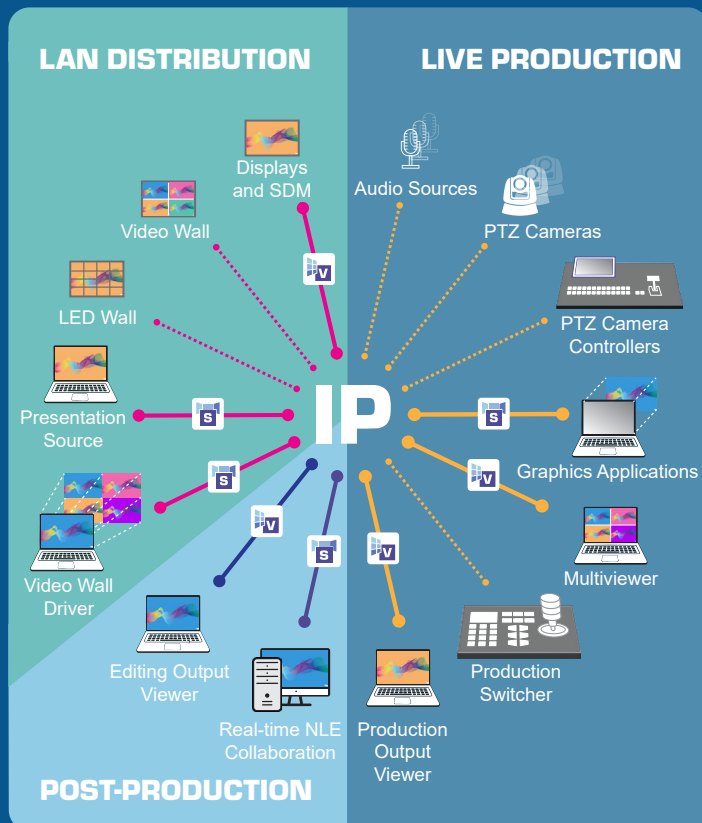 LAN DISTRIBUTION
LIVE PRODUCTION
Displays
and SDM
Audio Sources
Video Wall
PTZ Cameras
LED Wall
PTZ Camera
Controllers
V
IP
Presentation
Source
S
S
Graphics Applications
S
V
Video Wall
Driver
V
S
V
Multiviewer
Editing Output
Viewer
Production
Switcher
Real-time NLE
Collaboration
Production
Output
Viewer
POST-PRODUCTION